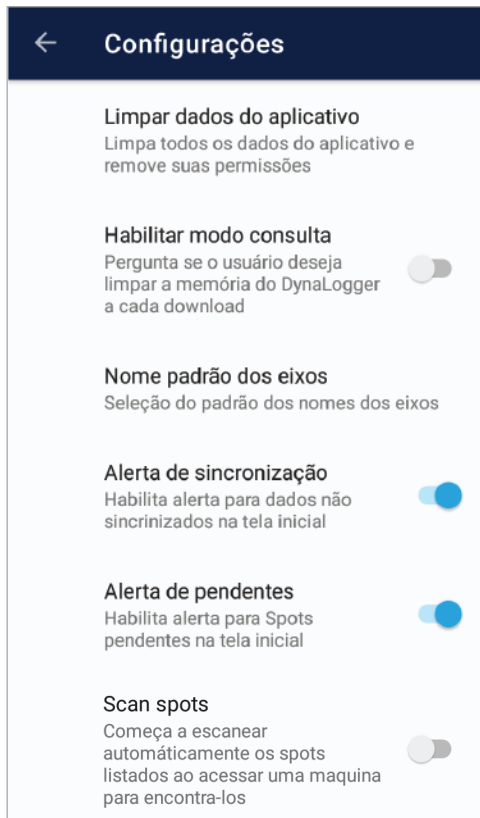 Configurações
Limpar dados do aplicativo
Limpa todos os dados do aplicativo e
remove suas permissões
Habilitar modo consulta
Pergunta se o usuário deseja
limpar a memória do DynaLogger
a cada download
Nome padrão dos eixos
Seleção do padrão dos nomes dos eixos
Alerta de sincronização
Habilita alerta para dados não
sincrinizados na tela inicial
Alerta de pendentes
Habilita alerta para Spots
pendentes na tela inicial
Scan spots
Começa a escanear
automáticamente os spots
listados ao acessar uma maquina
para encontra-los